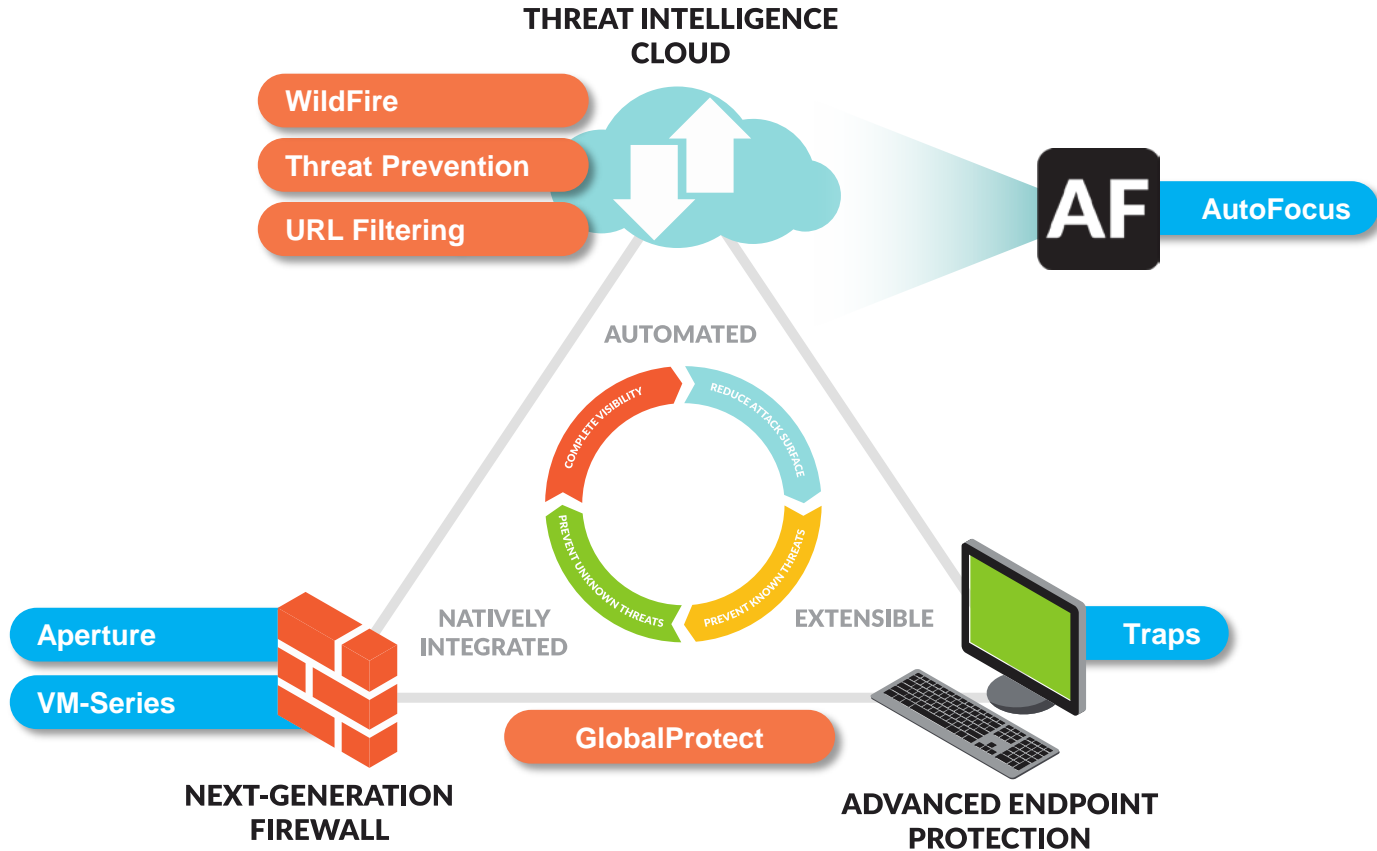 THREAT INTELLIGENCE
CLOUD
WildFire
Threat Prevention
URL Filtering
AF
AutoFocus
AUTOMATED
COMPLETE VISIBILITY
REDUCE ATTACK SURFACE
PREVENT UNKNOWN THREATS
PREVENT KNOWN THREATS
NATIVELY
INTEGRATED
EXTENSIBLE
Aperture
VM-Series
Traps
GlobalProtect
NEXT-GENERATION
FIREWALL
ADVANCED ENDPOINT
PROTECTION